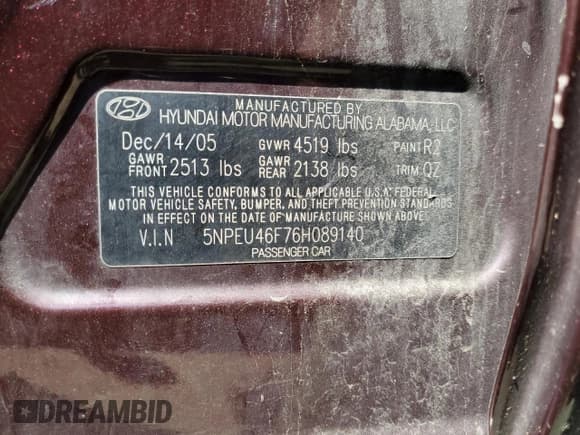 MANUFACTURED BY
HYUNDAI MOTOR MANUFACTURING ALABAMA, LLC
Dec/14/05 GVWR 4519 lbs PAINT R2
GAWR FRONT 2513 lbs GAWR REAR 2138 lbs TRIM QZ
THIS VEHICLE CONFORMS TO ALL APPLICABLE U.S.A. FEDERAL
MOTOR VEHICLE SAFETY, BUMPER, AND THEFT PREVENTION STANDARDS
IN EFFECT ON THE DATE OF MANUFACTURE SHOWN ABOVE.
V.I.N 5NPEU46F76H089140
PASSENGER CAR
DREAMBID